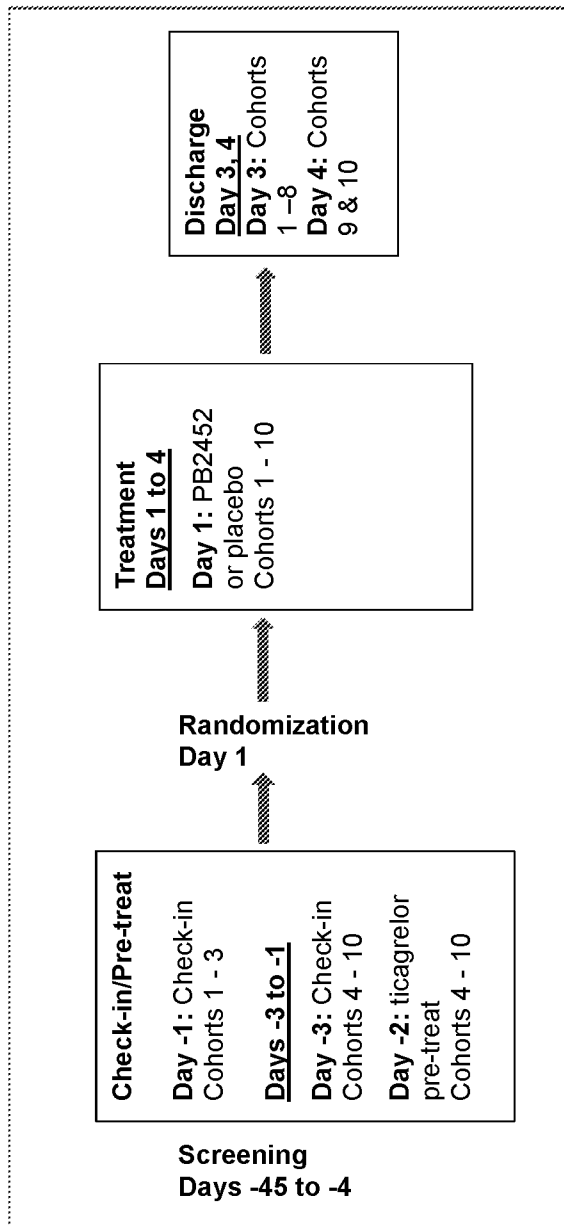 Screening
Days -45 to -4
Check-in/Pre-treat
Day -1: Check-in
Cohorts 1 - 3
Days -3 to -1
Day -3: Check-in
Cohorts 4 - 10
Day -2: ticagrelor
pre-treat
Cohorts 4 - 10
Randomization
Day 1
Treatment
Days 1 to 4
Day 1: PB2452
or placebo
Cohorts 1 - 10
Discharge
Day 3, 4
Day 3: Cohorts
1 –8
Day 4: Cohorts
9 & 10